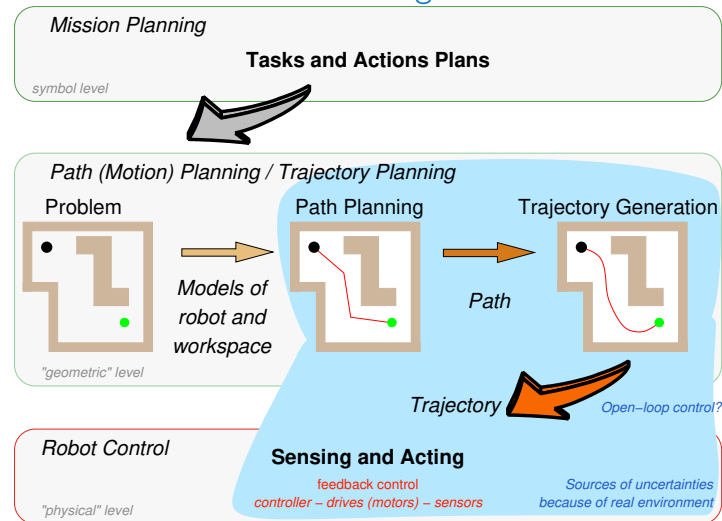 Mission Planning
Tasks and Actions Plans
symbol level
Path (Motion) Planning / Trajectory Planning
Problem
Path Planning
Trajectory Generation
Models of
robot and
workspace
Path
"geometric" level
Trajectory
Open−loop control?
Robot Control
Sensing and Acting
feedback control
controller − drives (motors) − sensors
Sources of uncertainties
because of real environment
"physical" level